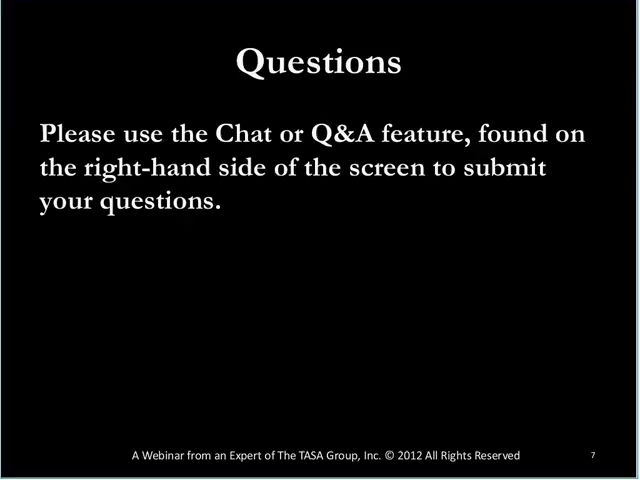 Questions
Please use the Chat or Q&A feature, found on
the right-hand side of the screen to submit
your questions.
A Webinar from an Expert of The TASA Group, Inc. © 2012 All Rights Reserved
7